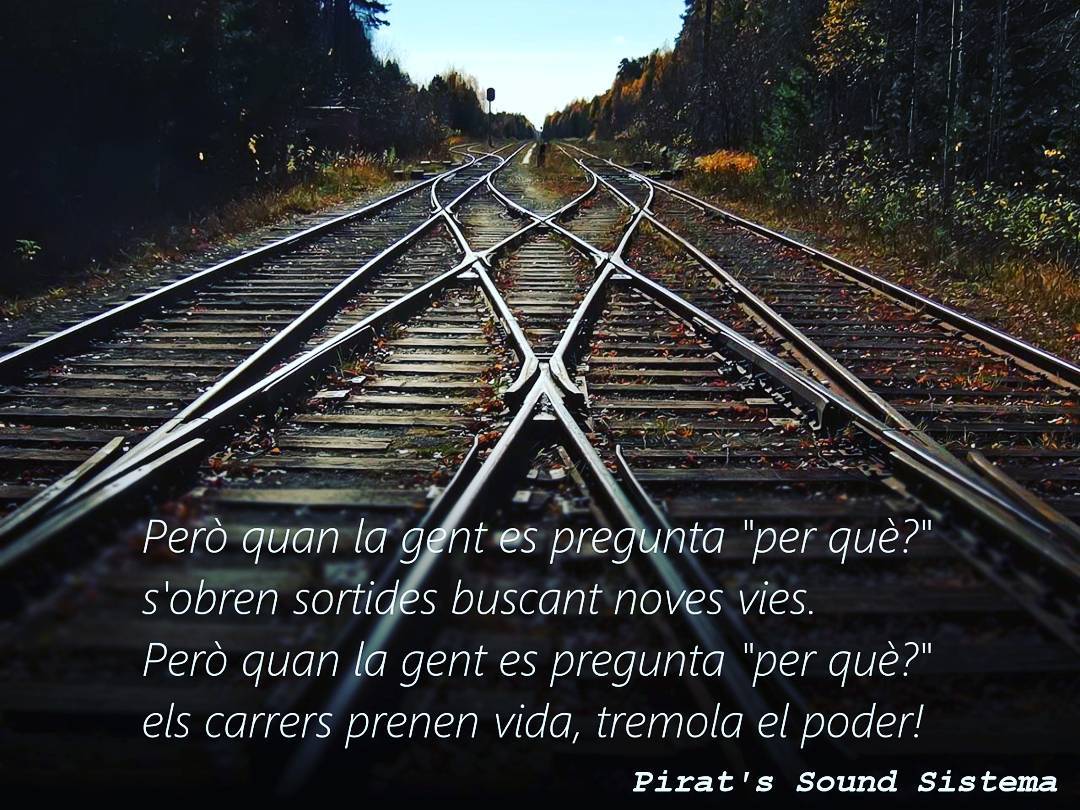 Però quan la gent es pregunta "per què?"
s'obren sortides buscant noves vies.
Però quan la gent es pregunta "per què?"
els carrers prenen vida, tremola el poder!
Pirat's Sound Sistema